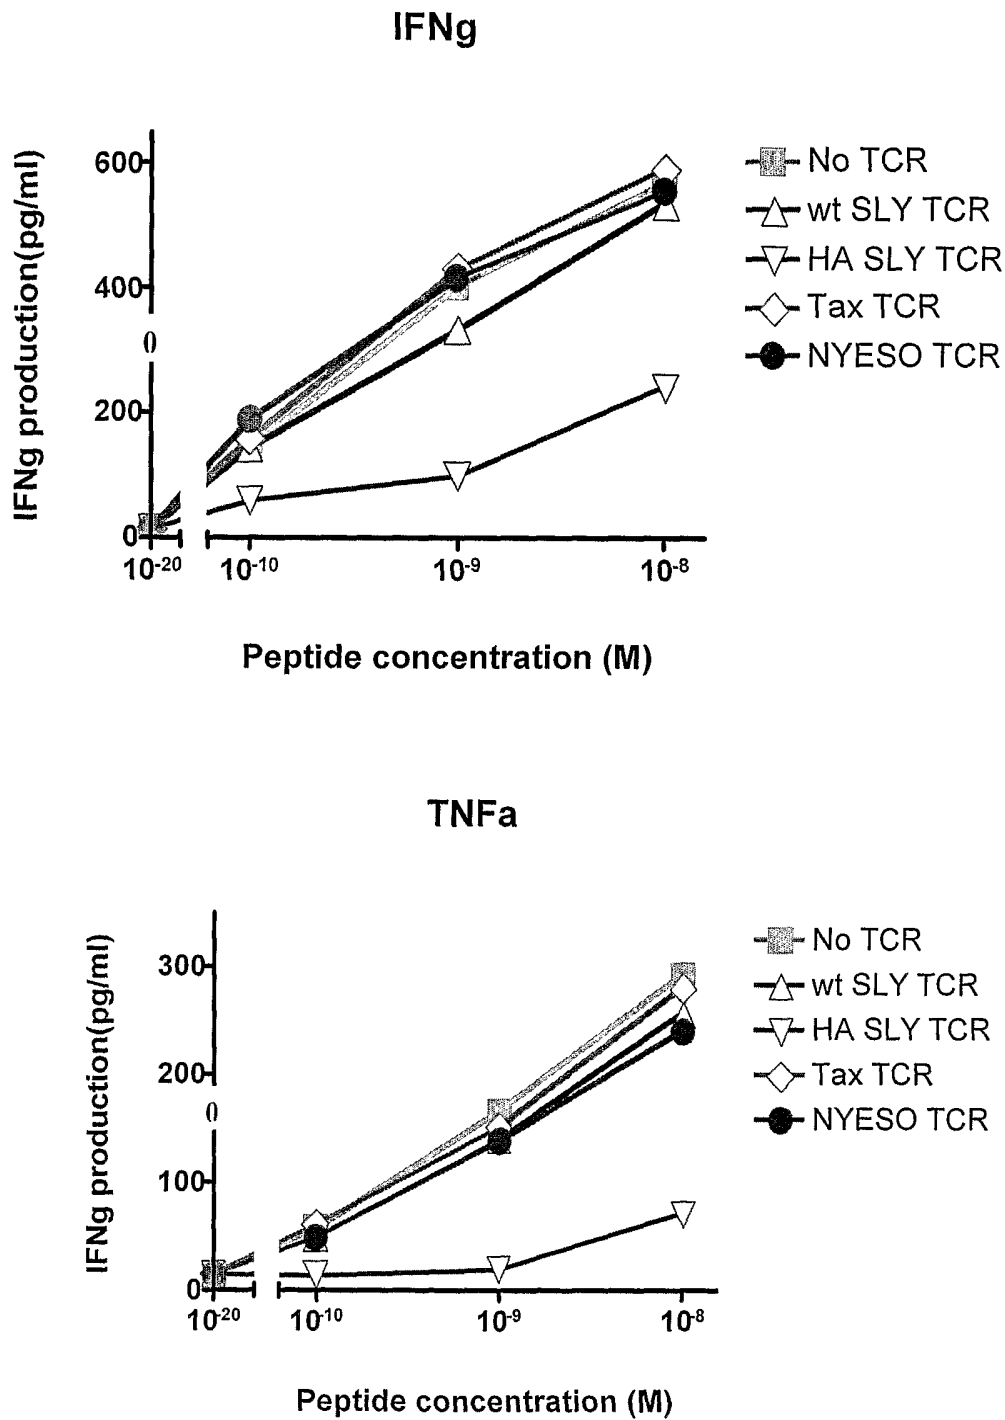 IFNg
IFNg production(pg/ml)
600
400
0
200
0
10-20 10-10 10-9 10-8
Peptide concentration (M)
No TCR
wt SLY TCR
HA SLY TCR
Tax TCR
NYESO TCR
TNFa
IFNg production(pg/ml)
300
200
0
100
0
10-20 10-10 10-9 10-8
Peptide concentration (M)
No TCR
wt SLY TCR
HA SLY TCR
Tax TCR
NYESO TCR